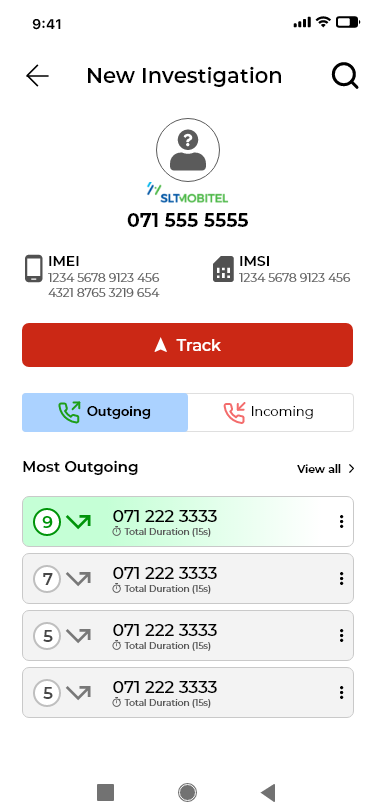 9:41
New Investigation
?
SLTMOBITEL
071 555 5555
IMEI
1234 5678 9123 456
4321 8765 3219 654
IMSI
1234 5678 9123 456
Track
Outgoing
Incoming
Most Outgoing
View all
9
071 222 3333
Total Duration (15s)
7
071 222 3333
Total Duration (15s)
5
071 222 3333
Total Duration (15s)
5
071 222 3333
Total Duration (15s)